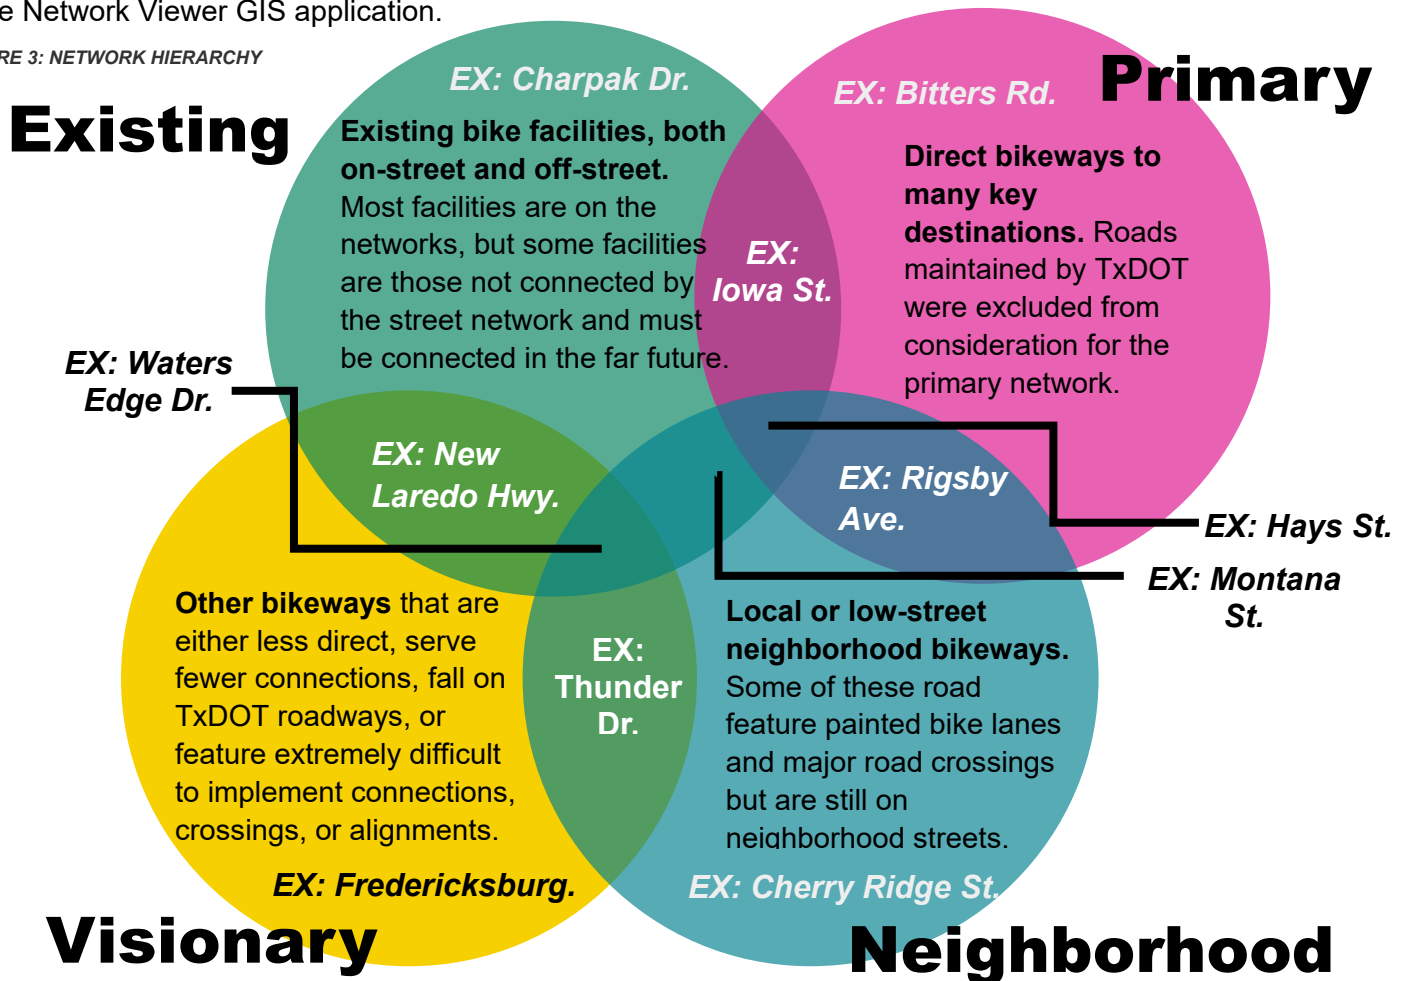 e Network Viewer GIS application.
RE 3: NETWORK HIERARCHY
Existing
EX: Charpak Dr.
Existing bike facilities, both
on-street and off-street.
Most facilities are on the
networks, but some facilities
are those not connected by
the street network and must
be connected in the far future.
Primary
EX: Bitters Rd.
Direct bikeways to
many key
destinations. Roads
maintained by TxDOT
were excluded from
consideration for the
primary network.
EX:
Iowa St.
EX: Waters
Edge Dr.
EX: New
Laredo Hwy.
EX: Rigsby
Ave.
EX: Hays St.
EX: Montana
St.
Other bikeways that are
either less direct, serve
fewer connections, fall on
TxDOT roadways, or
feature extremely difficult
to implement connections,
crossings, or alignments.
EX: Fredericksburg.
Visionary
EX:
Thunder
Dr.
Local or low-street
neighborhood bikeways.
Some of these road
feature painted bike lanes
and major road crossings
but are still on
neighborhood streets.
EX: Cherry Ridge St.
Neighborhood